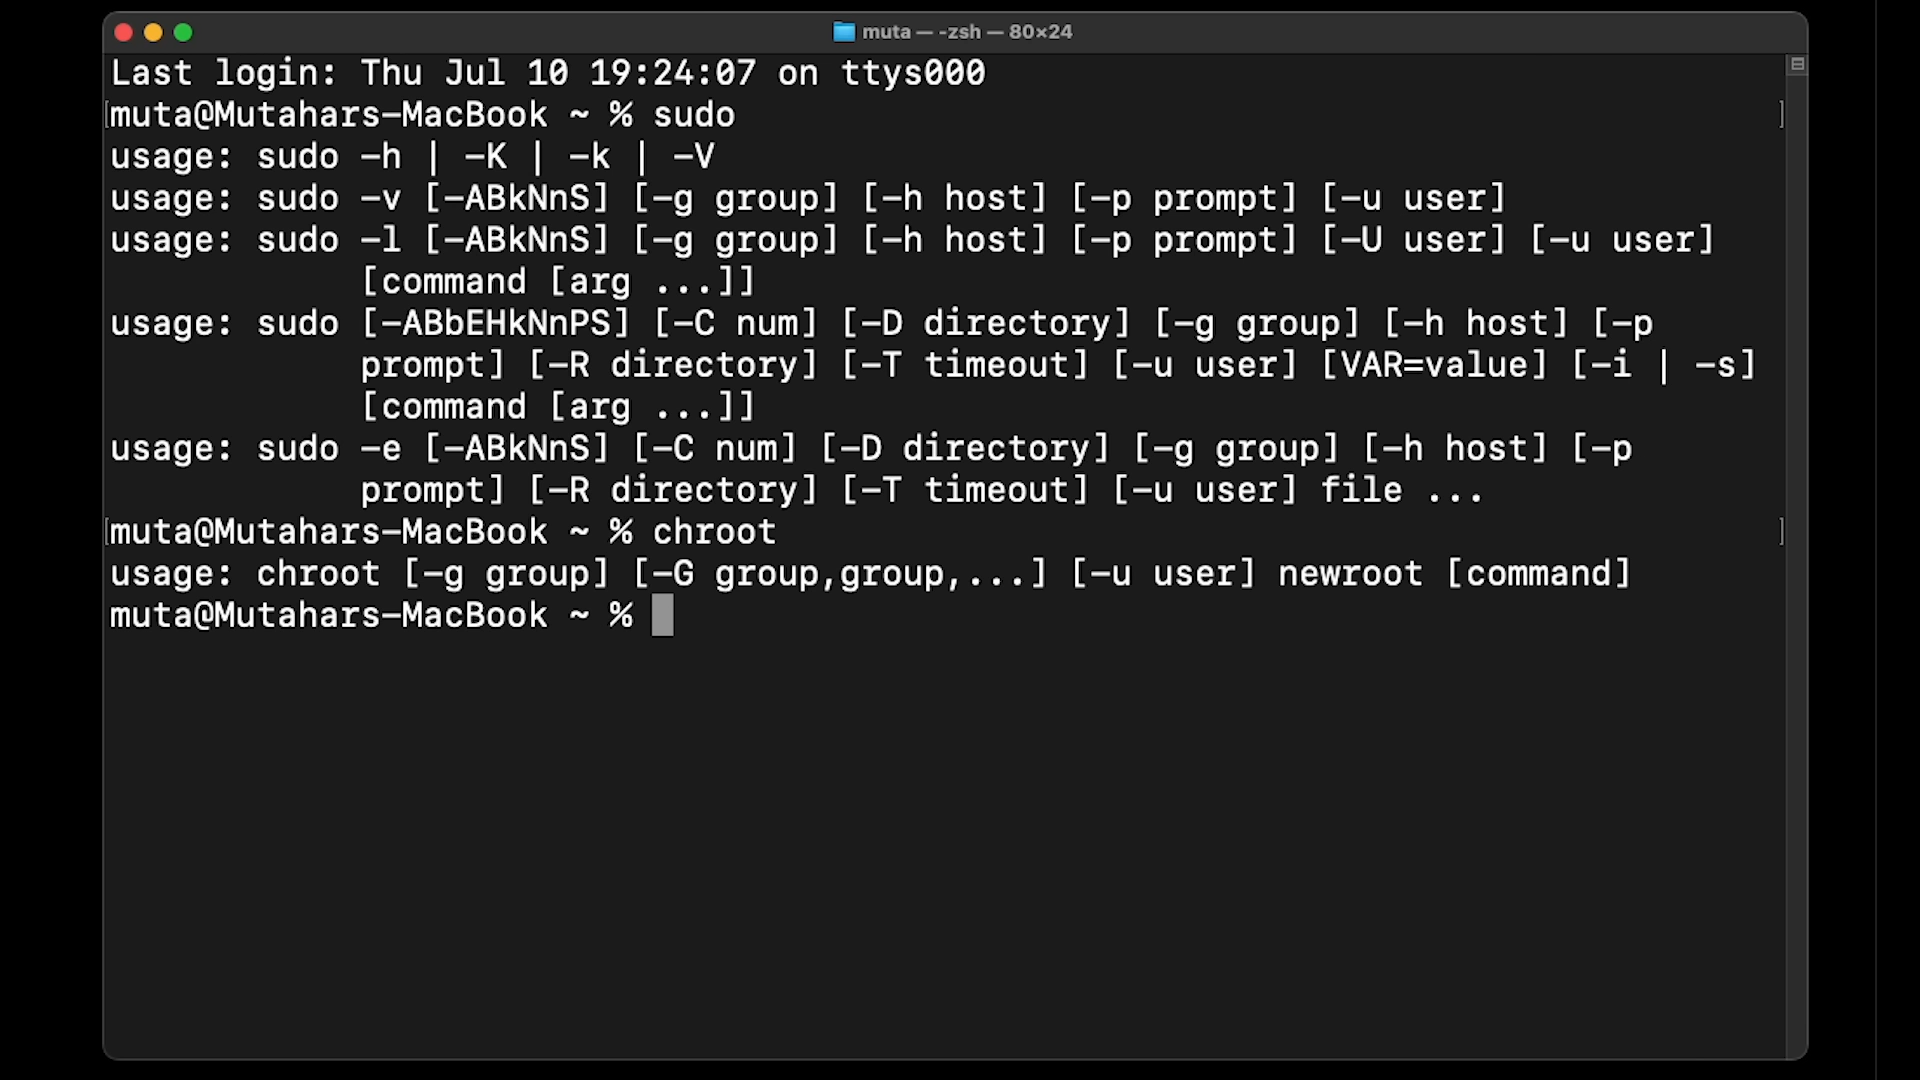 muta — -zsh — 80×24
Last login: Thu Jul 10 19:24:07 on ttys000
[muta@Mutahars-MacBook ~ % sudo ]
usage: sudo -h | -K | -k | -V
usage: sudo -v [-ABkNnS] [-g group] [-h host] [-p prompt] [-u user]
usage: sudo -l [-ABkNnS] [-g group] [-h host] [-p prompt] [-U user] [-u user]
            [command [arg ...]]
usage: sudo [-ABbEHkNnPS] [-C num] [-D directory] [-g group] [-h host] [-p
            prompt] [-R directory] [-T timeout] [-u user] [VAR=value] [-i | -s]
            [command [arg ...]]
usage: sudo -e [-ABkNnS] [-C num] [-D directory] [-g group] [-h host] [-p
            prompt] [-R directory] [-T timeout] [-u user] file ...
[muta@Mutahars-MacBook ~ % chroot ]
usage: chroot [-g group] [-G group,group,...] [-u user] newroot [command]
muta@Mutahars-MacBook ~ %